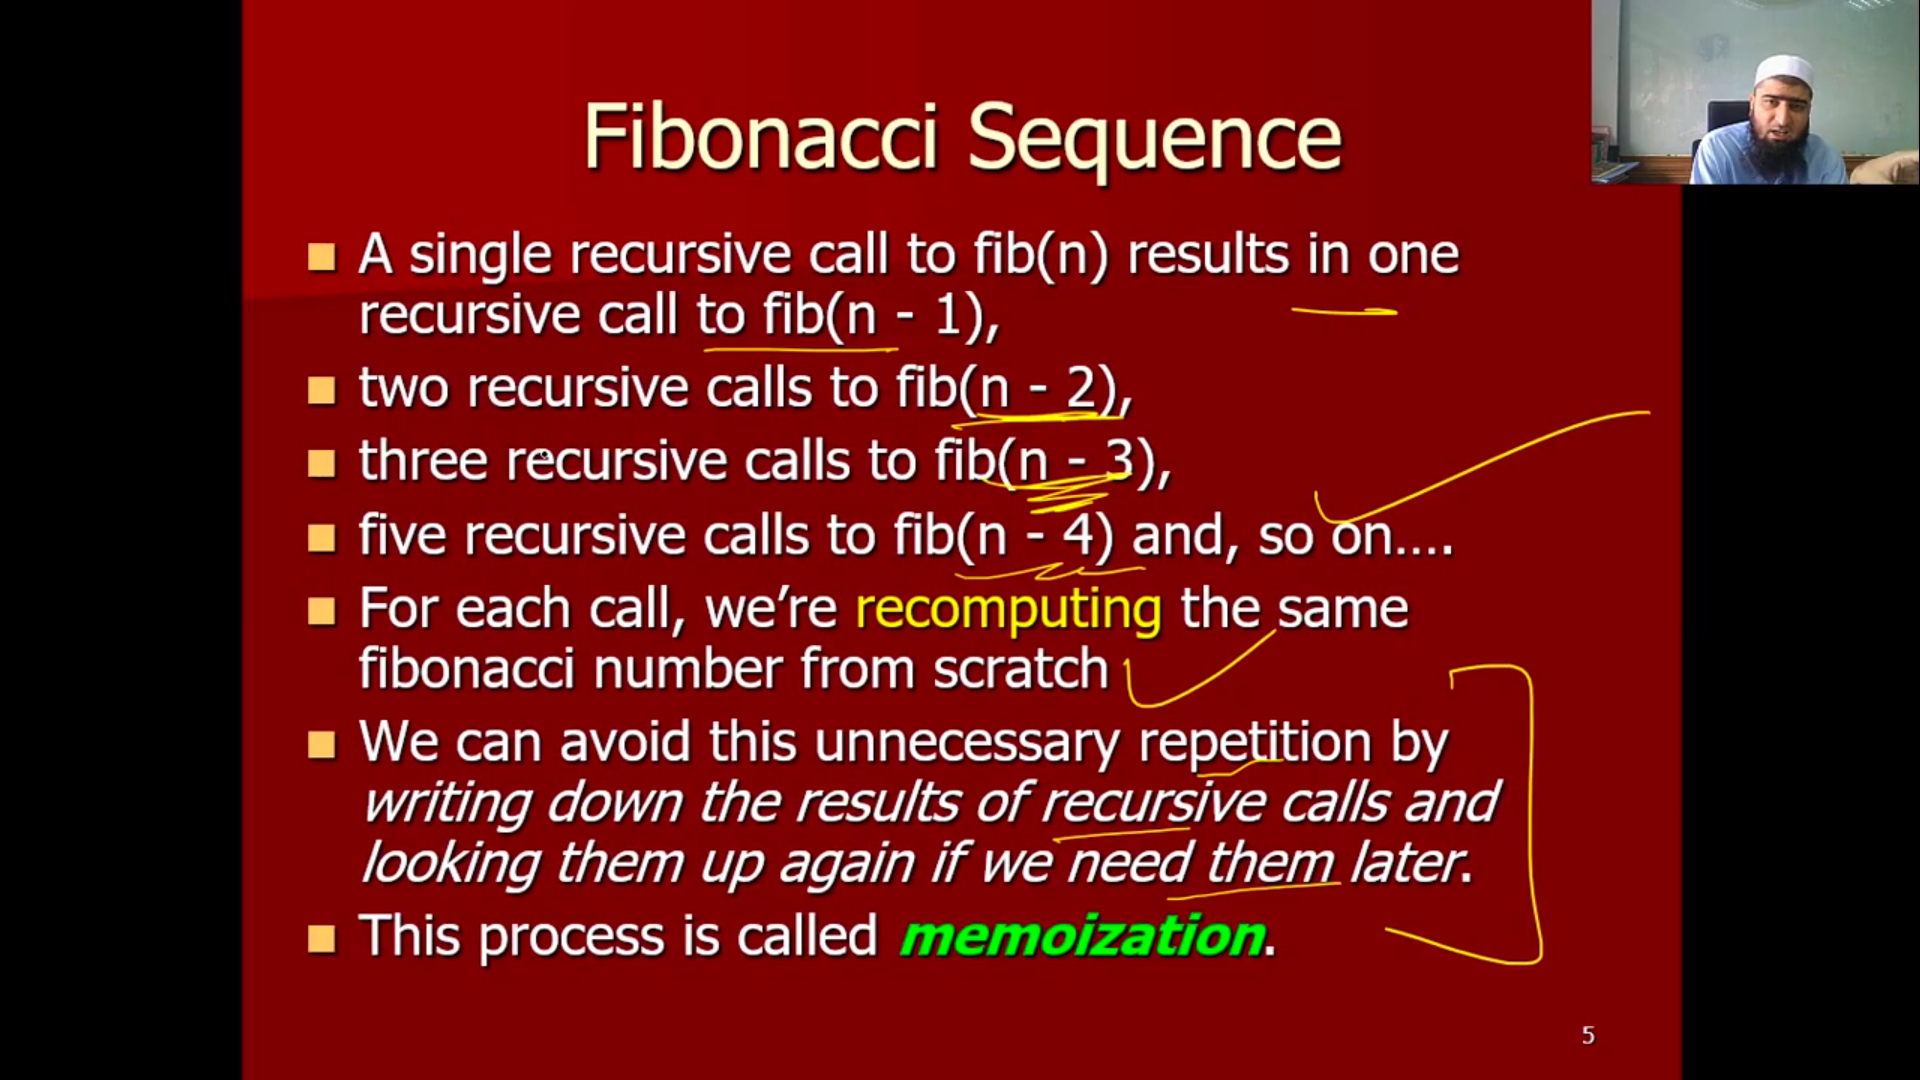 Fibonacci Sequence
A single recursive call to fib(n) results in one
recursive call to fib(n - 1),
two recursive calls to fib(n - 2),
three recursive calls to fib(n - 3),
five recursive calls to fib(n - 4) and, so on....
For each call, we’re recomputing the same
fibonacci number from scratch
We can avoid this unnecessary repetition by
writing down the results of recursive calls and
looking them up again if we need them later.
This process is called memoization.
5